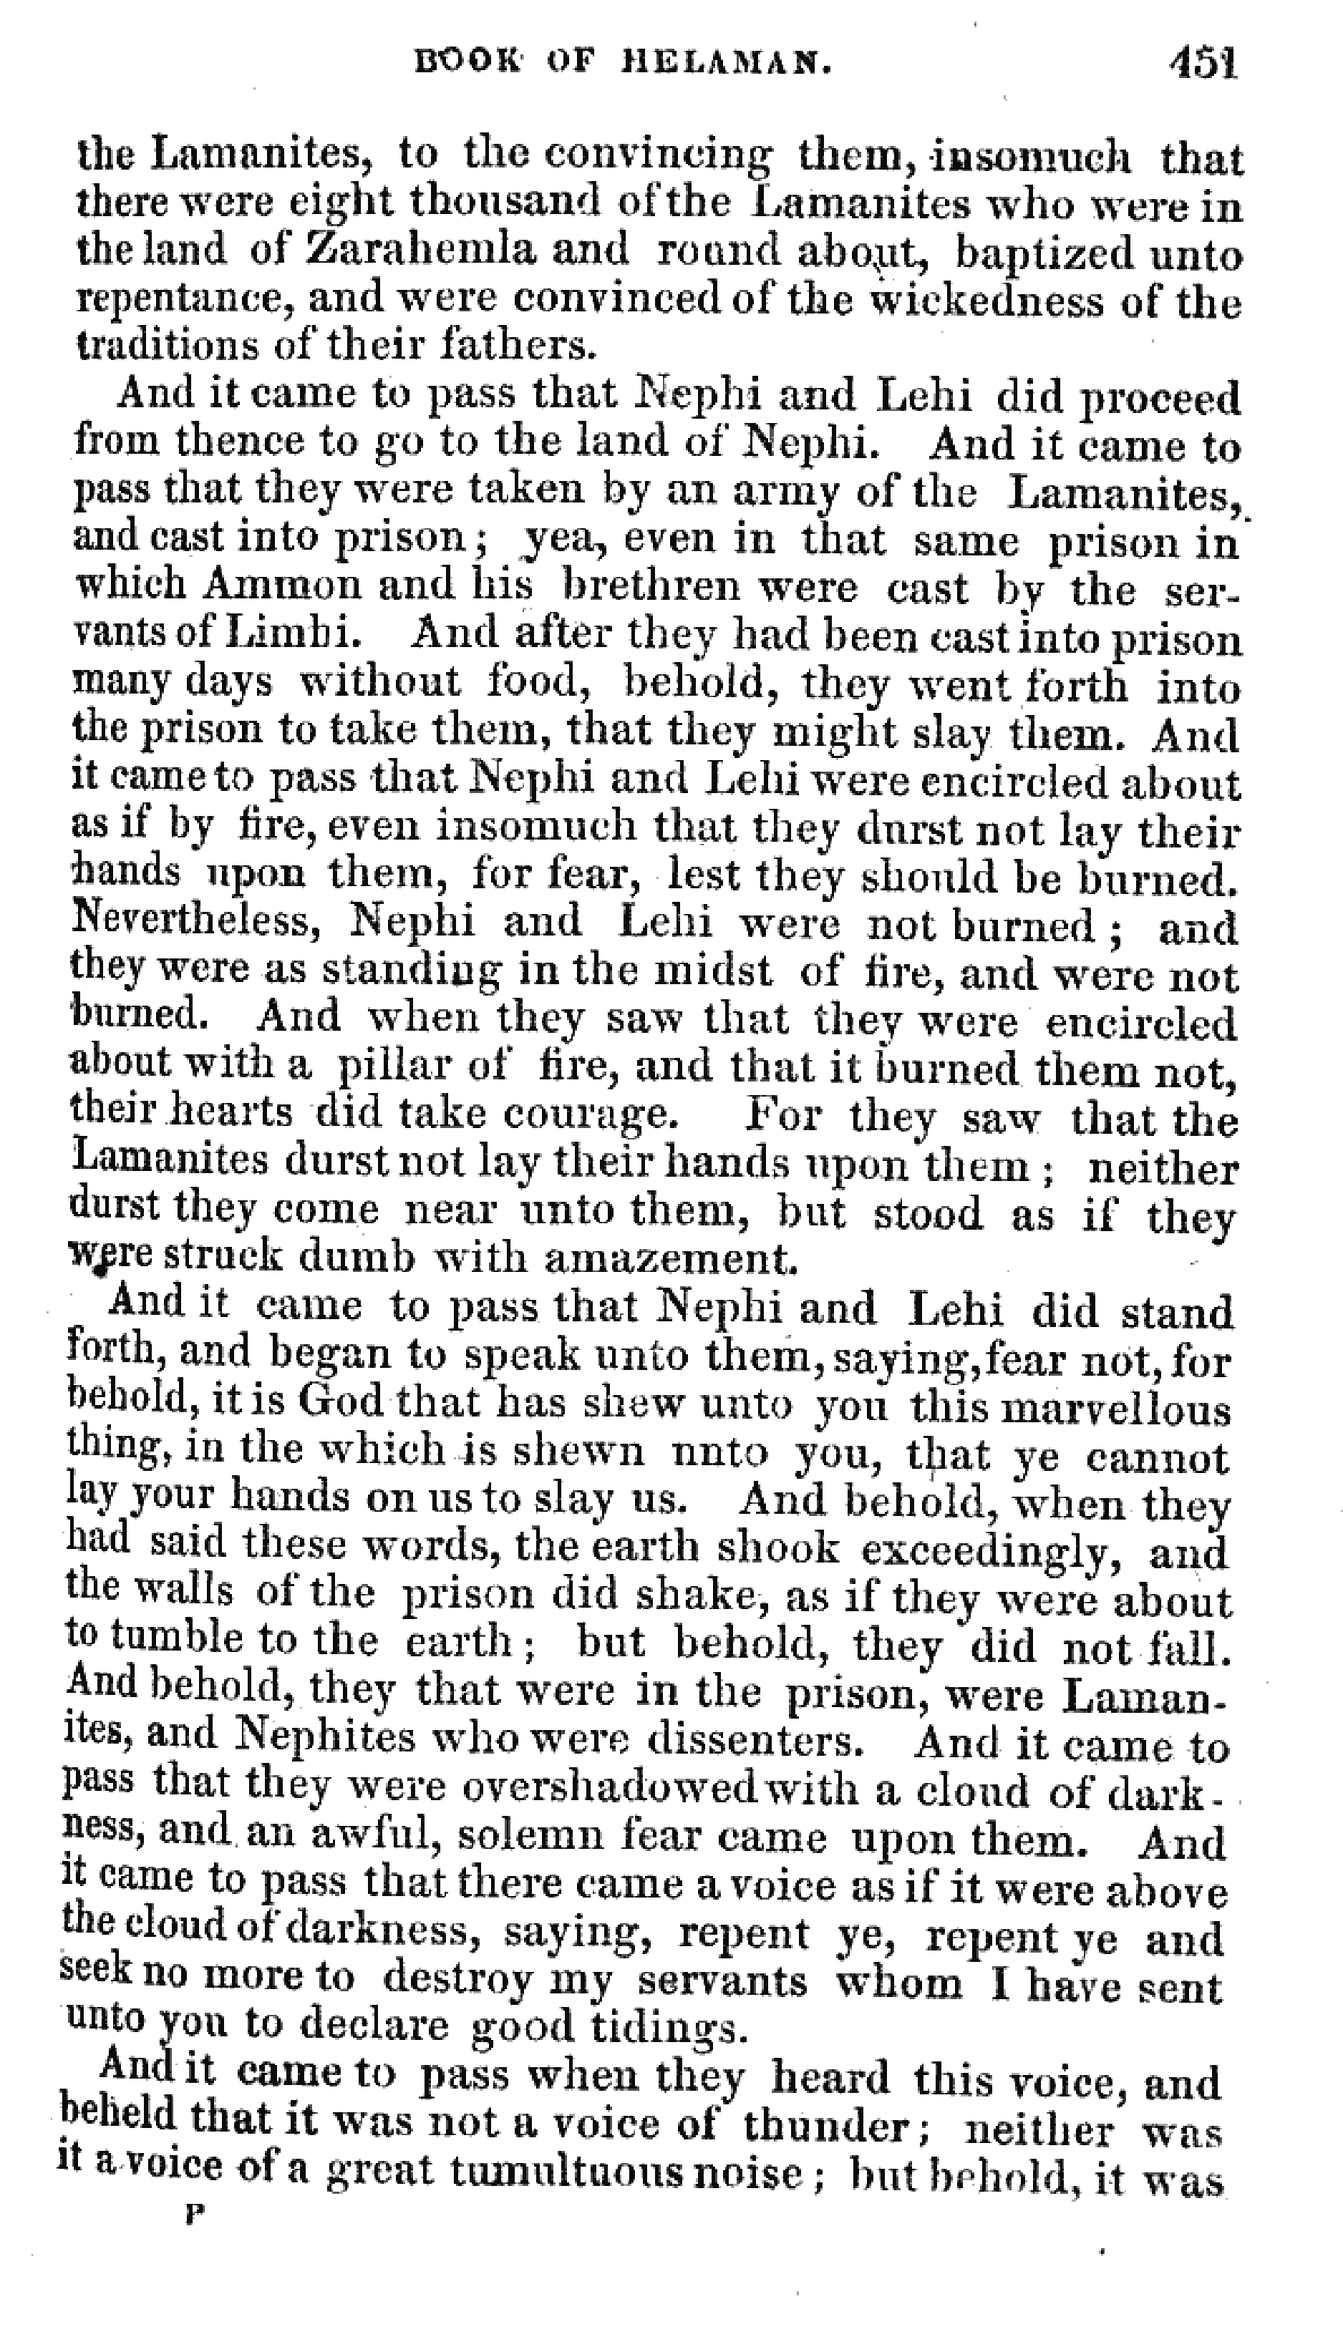 BOOK OF HELAMAN. 451
the Lamanites, to the convincing them, insomuch that
there were eight thousand of the Lamanites who were in
the land of Zarahemla and round about, baptized unto
repentance, and were convinced of the wickedness of the
traditions of their fathers.
And it came to pass that Nephi and Lehi did proceed
from thence to go to the land of Nephi. And it came to
pass that they were taken by an army of the Lamanites,
and cast into prison; yea, even in that same prison in
which Ammon and his brethren were cast by the ser-
vants of Limhi. And after they had been cast into prison
many days without food, behold, they went forth into
the prison to take them, that they might slay them. And
it came to pass that Nephi and Lehi were encircled about
as if by fire, even insomuch that they durst not lay their
hands upon them, for fear, lest they should be burned.
Nevertheless, Nephi and Lehi were not burned; and
they were as standing in the midst of fire, and were not
burned. And when they saw that they were encircled
about with a pillar of fire, and that it burned them not,
their hearts did take courage. For they saw that the
Lamanites durst not lay their hands upon them; neither
durst they come near unto them, but stood as if they
were struck dumb with amazement.
And it came to pass that Nephi and Lehi did stand
forth, and began to speak unto them, saying, fear not, for
behold, it is God that has shew unto you this marvellous
thing, in the which is shewn nnto you, that ye cannot
lay your hands on us to slay us. And behold, when they
had said these words, the earth shook exceedingly, and
the walls of the prison did shake, as if they were about
to tumble to the earth; but behold, they did not fall.
And behold, they that were in the prison, were Laman-
ites, and Nephites who were dissenters. And it came to
pass that they were overshadowed with a cloud of dark-
ness, and an awful, solemn fear came upon them. And
it came to pass that there came a voice as if it were above
the cloud of darkness, saying, repent ye, repent ye and
seek no more to destroy my servants whom I have sent
unto you to declare good tidings.
And it came to pass when they heard this voice, and
beheld that it was not a voice of thunder; neither was
it a voice of a great tumultuous noise; but behold, it was
P